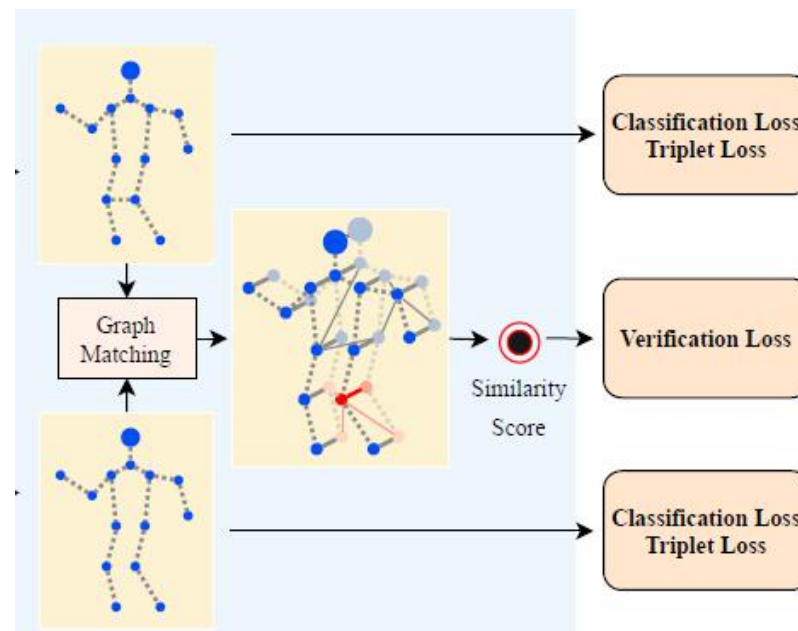 Classification Loss
Triplet Loss
Graph
Matching
Similarity
Score
Verification Loss
Classification Loss
Triplet Loss